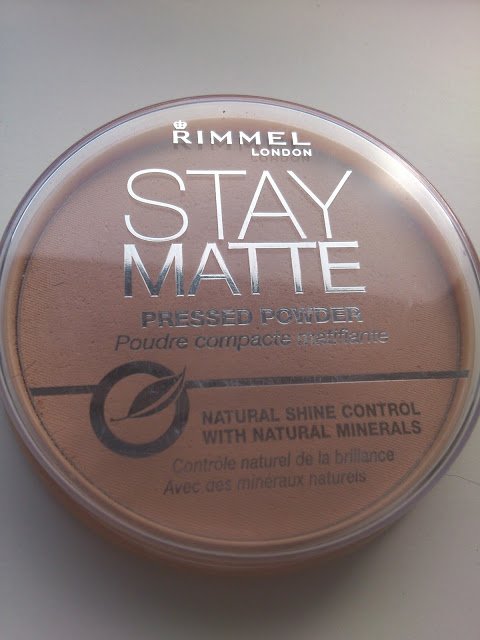 RIMMEL
LONDON
STAY
MATTE
PRESSED POWDER
Poudre compacte matifiante
NATURAL SHINE CONTROL
WITH NATURAL MINERALS
Contrôle naturel de la brillance
Avec des minéraux naturels